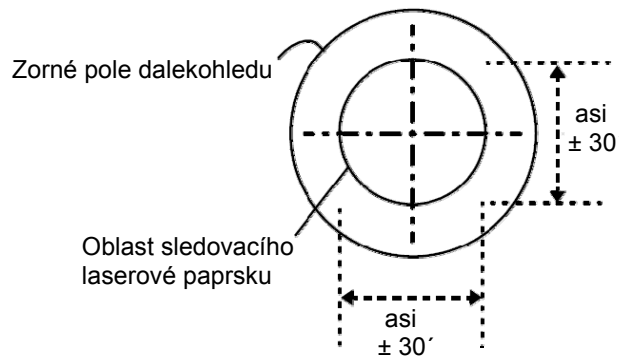 Zorné pole dalekohledu
asi
± 30
Oblast sledovacího
laserové paprsku
asi
± 30´